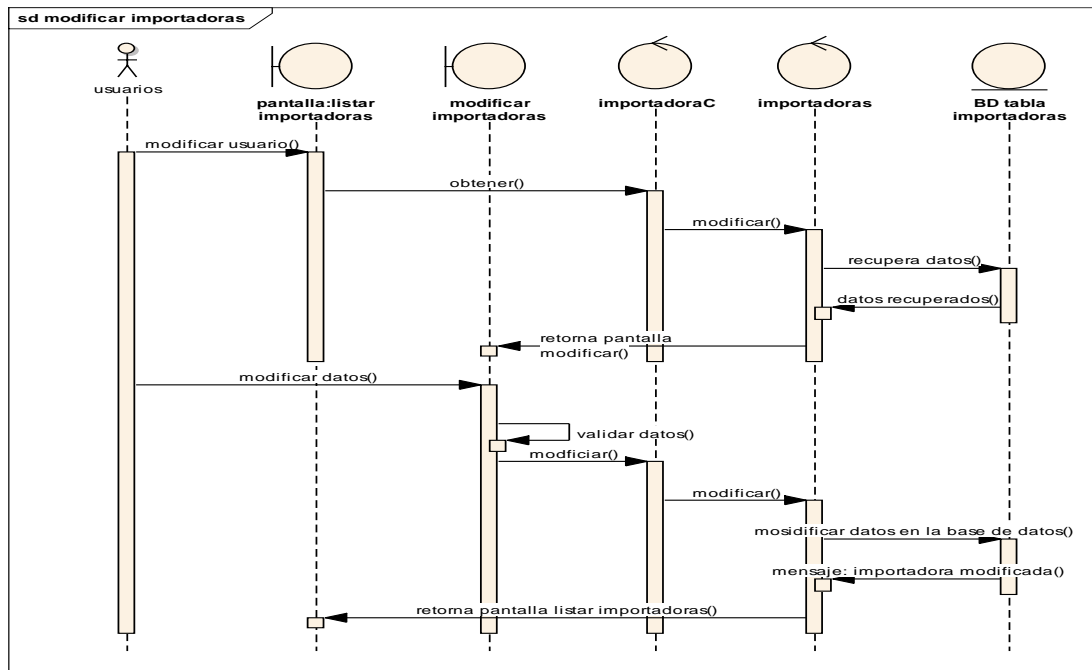 sd modificar importadoras
usuarios
pantalla:listar
importadoras
modificar
importadoras
importadoraC
importadoras
BD tabla
importadoras
modificar usuario()
obtener()
modificar()
recupera datos()
datos recuperados()
retorna pantalla
modificar()
modificar datos()
validar datos()
modficiar()
modificar()
mosidificar datos en la base de datos()
mensaje: importadora modificada()
retorna pantalla listar importadoras()